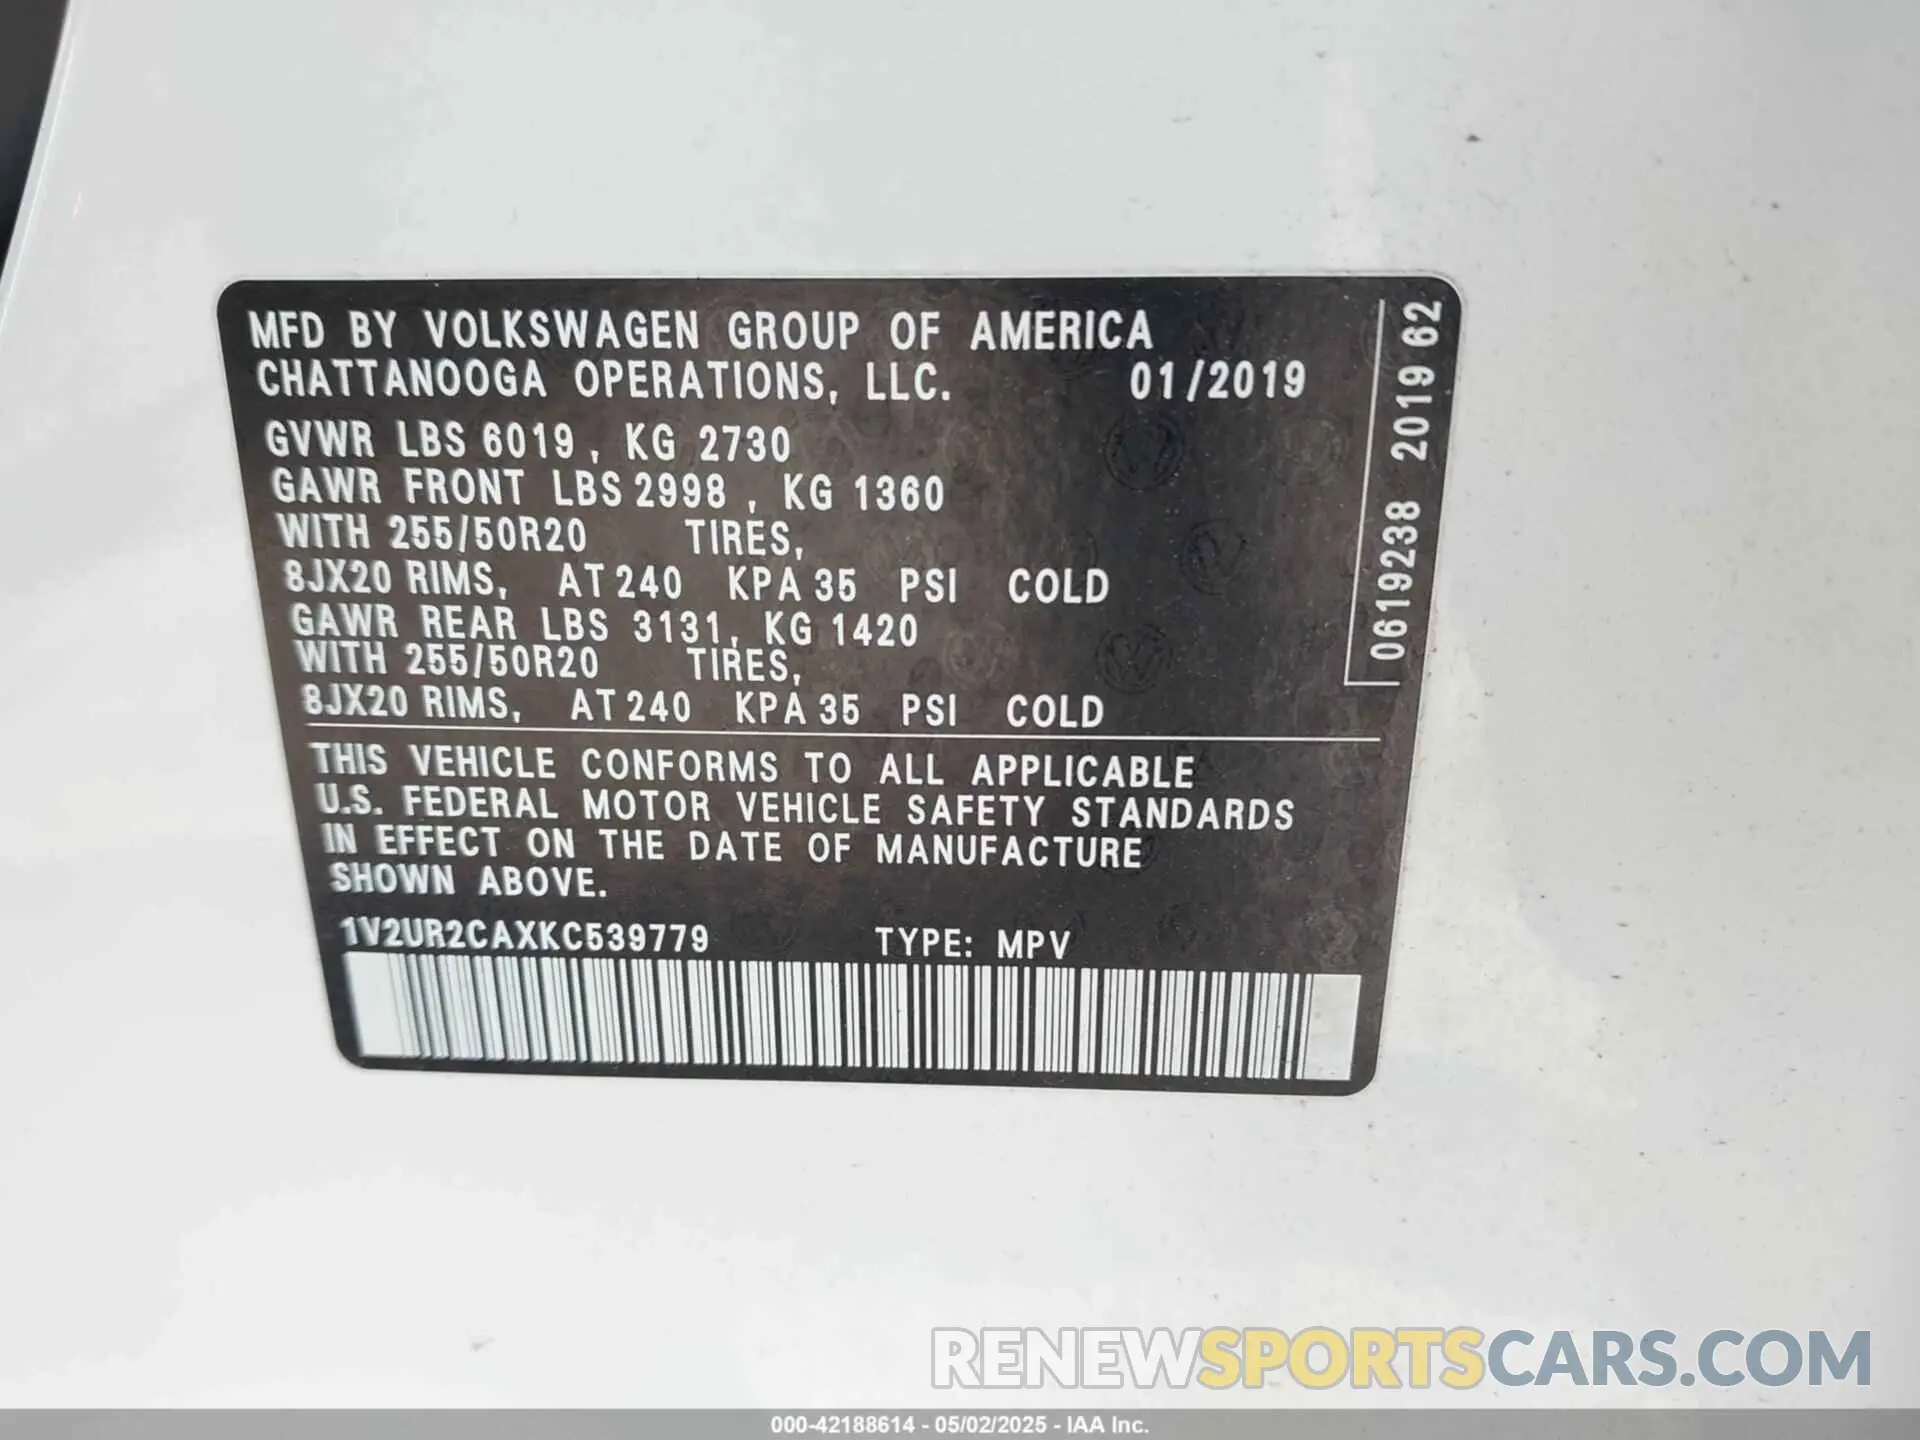 MFD BY VOLKSWAGEN GROUP OF AMERICA
CHATTANOOGA OPERATIONS, LLC. 01/2019
GVWR LBS 6019, KG 2730
GAWR FRONT LBS 2998, KG 1360
WITH 255/50R20 TIRES,
8JX20 RIMS, AT 240 KPA 35 PSI COLD
GAWR REAR LBS 3131, KG 1420
WITH 255/50R20 TIRES,
8JX20 RIMS, AT 240 KPA 35 PSI COLD
THIS VEHICLE CONFORMS TO ALL APPLICABLE
U.S. FEDERAL MOTOR VEHICLE SAFETY STANDARDS
IN EFFECT ON THE DATE OF MANUFACTURE
SHOWN ABOVE.
1V2UR2CAXKC539779 TYPE: MPV
0619238 2019 62
RENEWSPORTSCARS.COM
000-42188614 - 05/02/2025 - IAA Inc.